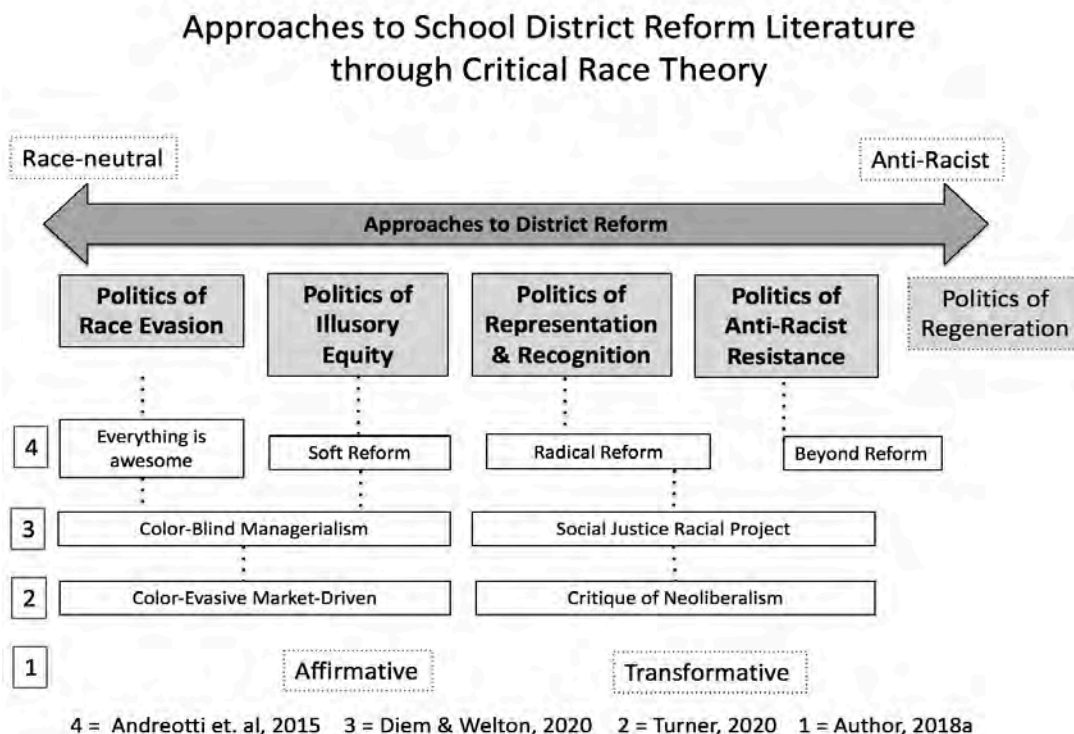 Approaches to School District Reform Literature
through Critical Race Theory
Race-neutral
Anti-Racist
Approaches to District Reform
Politics of
Race Evasion
Politics of
Illusory
Equity
Politics of
Representation
& Recognition
Politics of
Anti-Racist
Resistance
Politics of
Regeneration
4
Everything is
awesome
Soft Reform
Radical Reform
Beyond Reform
3
Color-Blind Managerialism
Social Justice Racial Project
2
Color-Evasive Market-Driven
Critique of Neoliberalism
1
Affirmative
Transformative
4 = Andreotti et. al, 2015 3 = Diem & Welton, 2020 2 = Turner, 2020 1 = Author, 2018a